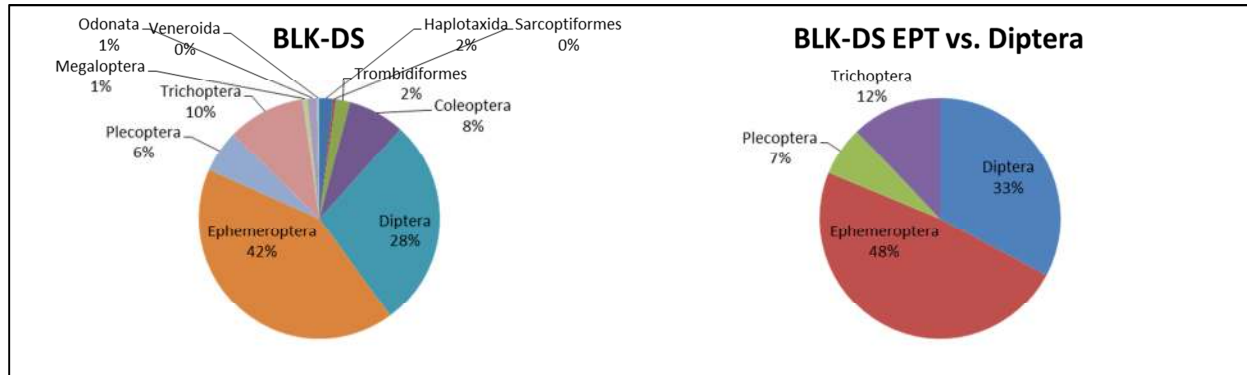 BLK-DS
Odonata
1%
Veneroida
0%
Haplotaxida
2%
Sarcoptiformes
0%
Megaloptera
1%
Trombidiformes
2%
Trichoptera
10%
Coleoptera
8%
Plecoptera
6%
Diptera
28%
Ephemeroptera
42%
BLK-DS EPT vs. Diptera
Trichoptera
12%
Plecoptera
7%
Diptera
33%
Ephemeroptera
48%